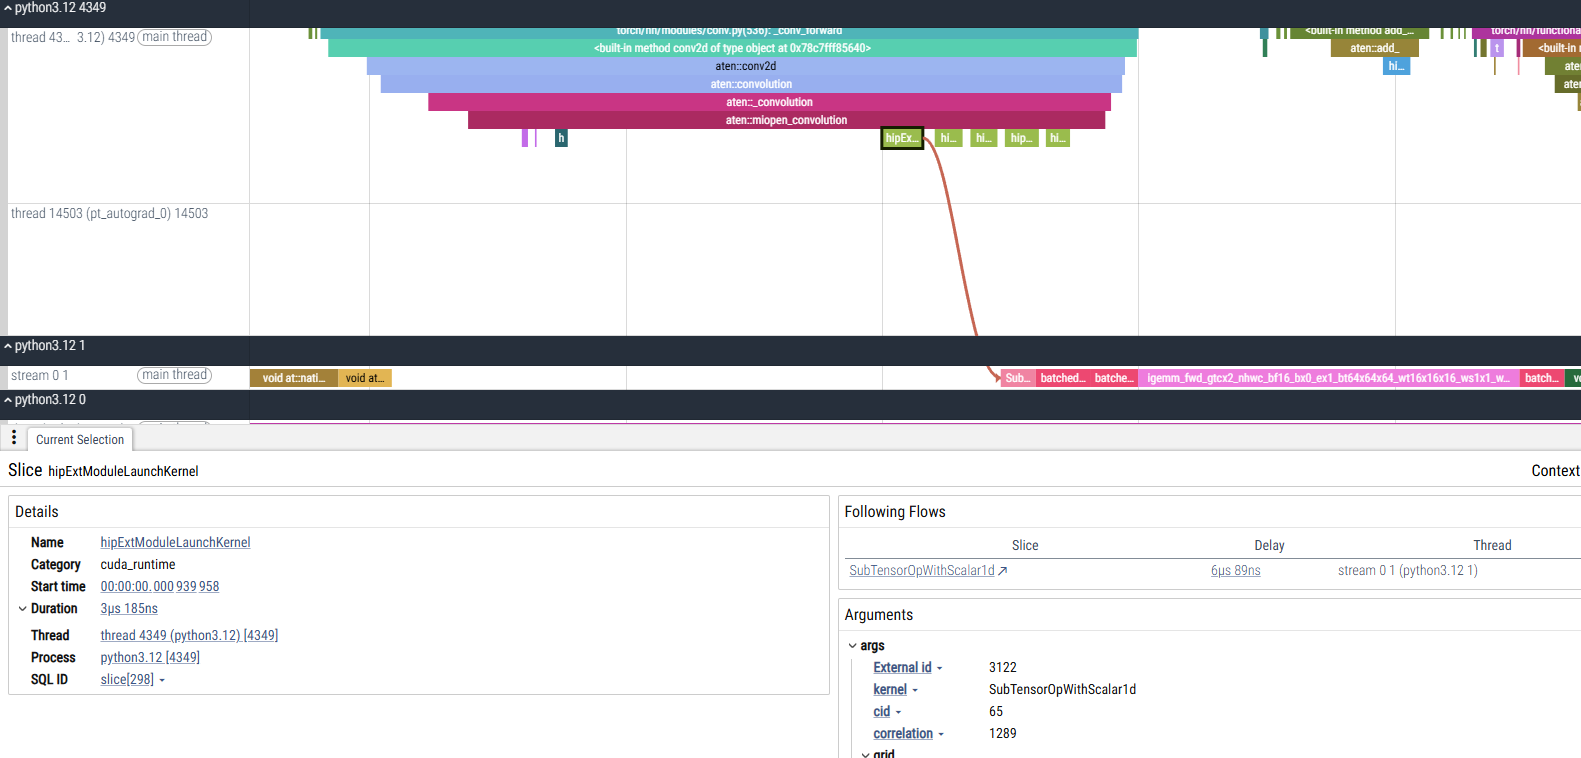 python3.12 4349
thread 43... 3.12) 4349 main thread
torch/nn/modules/conv.py(536): _conv_forward
<built-in method add_...
torch/nn/functiona
<built-in method conv2d of type object at 0x78c7fff85640>
aten::add_
t
<built-in r
aten::conv2d
hi...
aten
aten::convolution
aten
aten::_convolution
aten::miopen_convolution
h
hipEx...
hi...
hi...
hip...
hi...
thread 14503 (pt_autograd_0) 14503
python3.12 1
stream 0 1 main thread
void at::nati...
void at...
Sub...
batched...
batche...
igemm_fwd_gtcx2_nhwc_bf16_bx0_ex1_bt64x64x64_wt16x16x16_ws1x1_w...
batch...
vo
python3.12 0
Current Selection
Slice hipExtModuleLaunchKernel
Context
Details
Name hipExtModuleLaunchKernel
Category cuda_runtime
Start time 00:00:00.000 939 958
Duration 3µs 185ns
Thread thread 4349 (python3.12) [4349]
Process python3.12 [4349]
SQL ID slice[298]
Following Flows
Slice Delay Thread
SubTensorOpWithScalar1d 6µs 89ns stream 0 1 (python3.12 1)
Arguments
args
External id 3122
kernel SubTensorOpWithScalar1d
cid 65
correlation 1289
grid